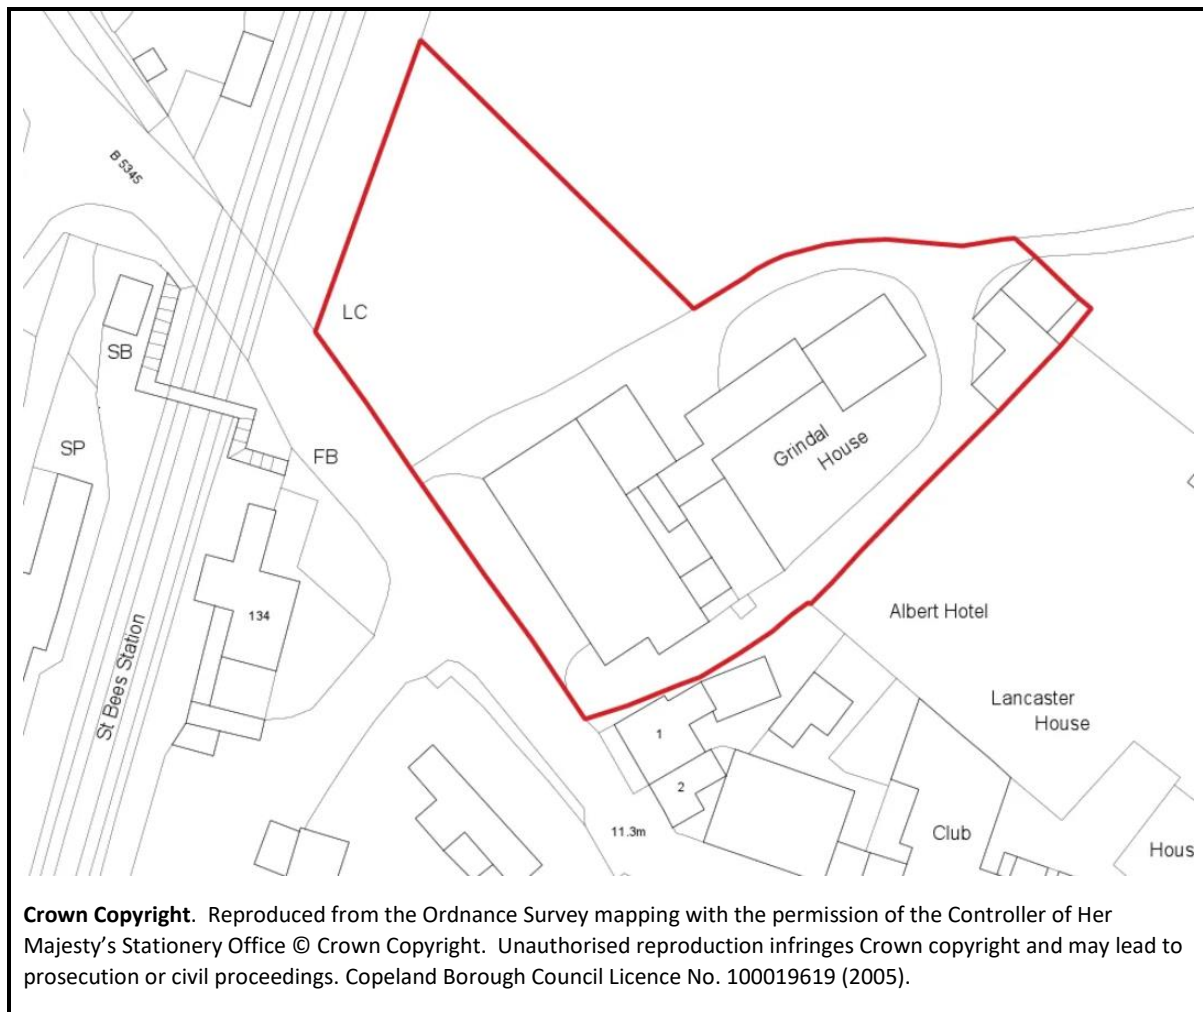 B 5345
LC
SB
SP
FB
Grindal
House
134
St Bees Station
Albert Hotel
Lancaster
House
1
2
11.3m
Club
Hous
Crown Copyright. Reproduced from the Ordnance Survey mapping with the permission of the Controller of Her
Majesty’s Stationery Office © Crown Copyright. Unauthorised reproduction infringes Crown copyright and may lead to
prosecution or civil proceedings. Copeland Borough Council Licence No. 100019619 (2005).